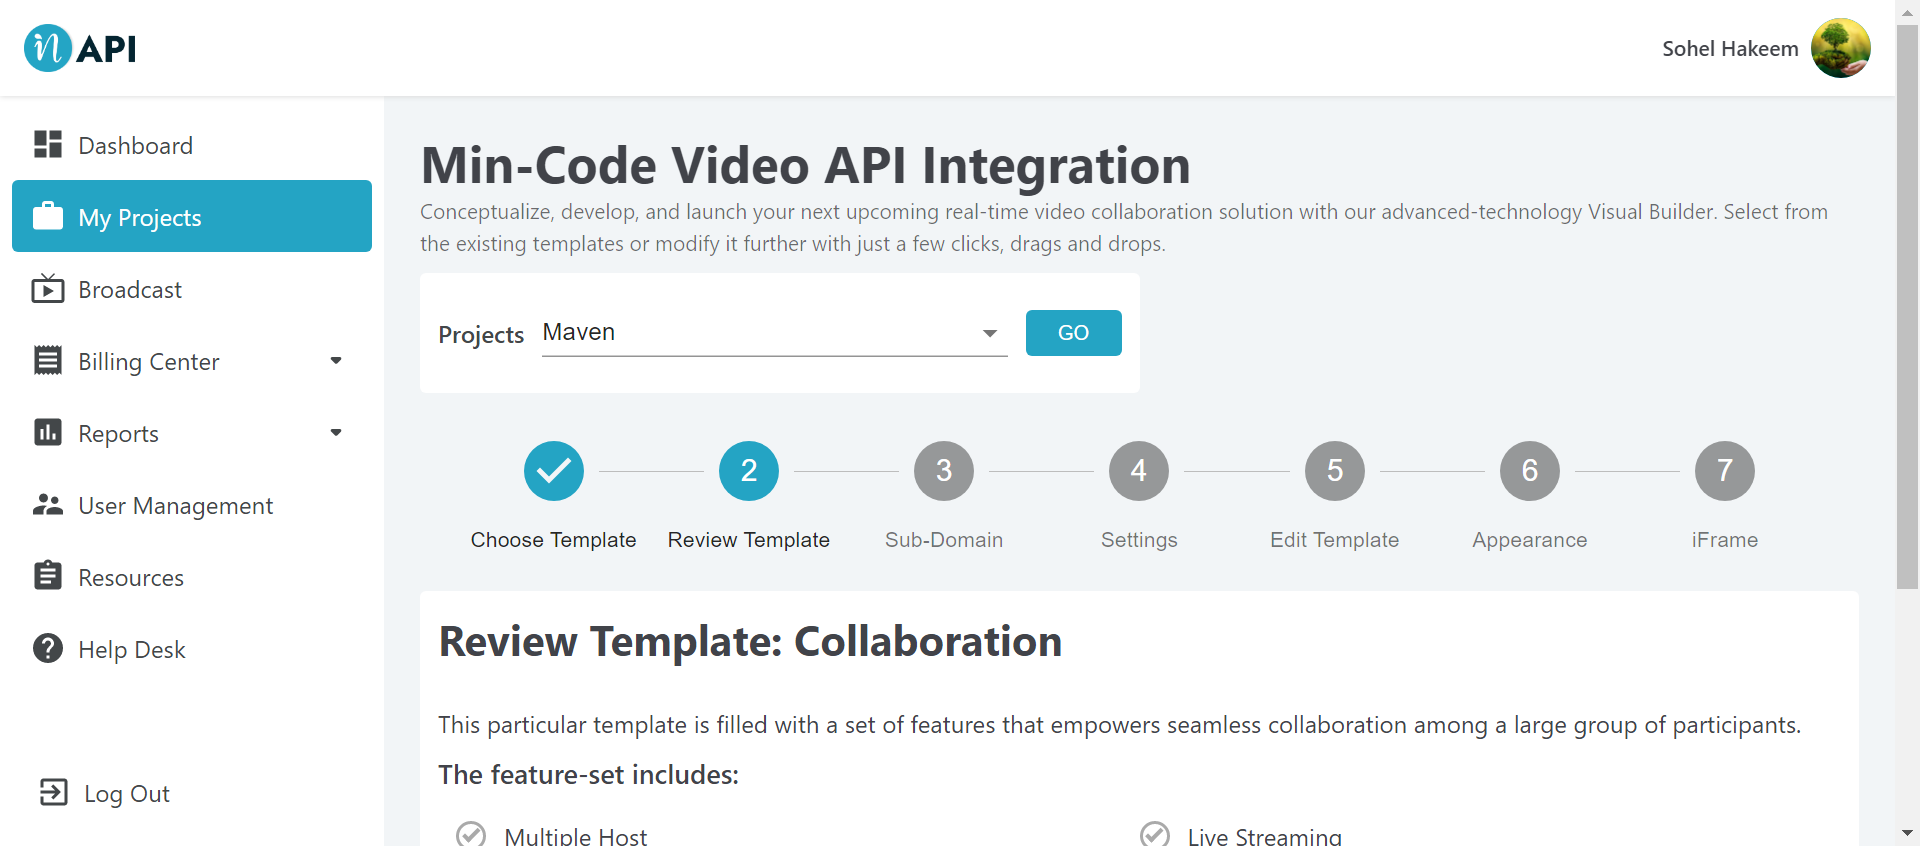 n API
Sohel Hakeem
Dashboard
My Projects
Broadcast
Billing Center
Reports
User Management
Resources
Help Desk
Log Out
Min-Code Video API Integration
Conceptualize, develop, and launch your next upcoming real-time video collaboration solution with our advanced-technology Visual Builder. Select from
the existing templates or modify it further with just a few clicks, drags and drops.
Projects Maven GO
2 3 4 5 6 7
Choose Template Review Template Sub-Domain Settings Edit Template Appearance iFrame
Review Template: Collaboration
This particular template is filled with a set of features that empowers seamless collaboration among a large group of participants.
The feature-set includes:
Multiple Host Live Streaming